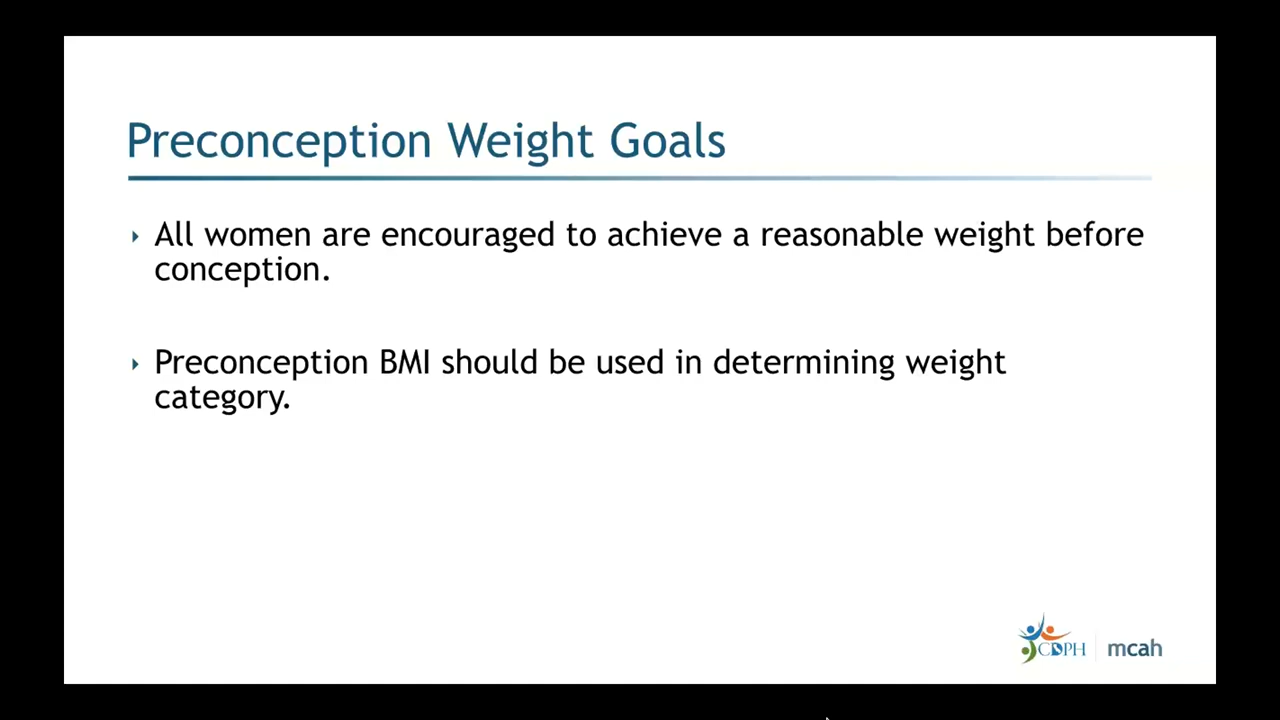 Preconception Weight Goals
All women are encouraged to achieve a reasonable weight before
conception.
Preconception BMI should be used in determining weight
category.
CDPH
mcah